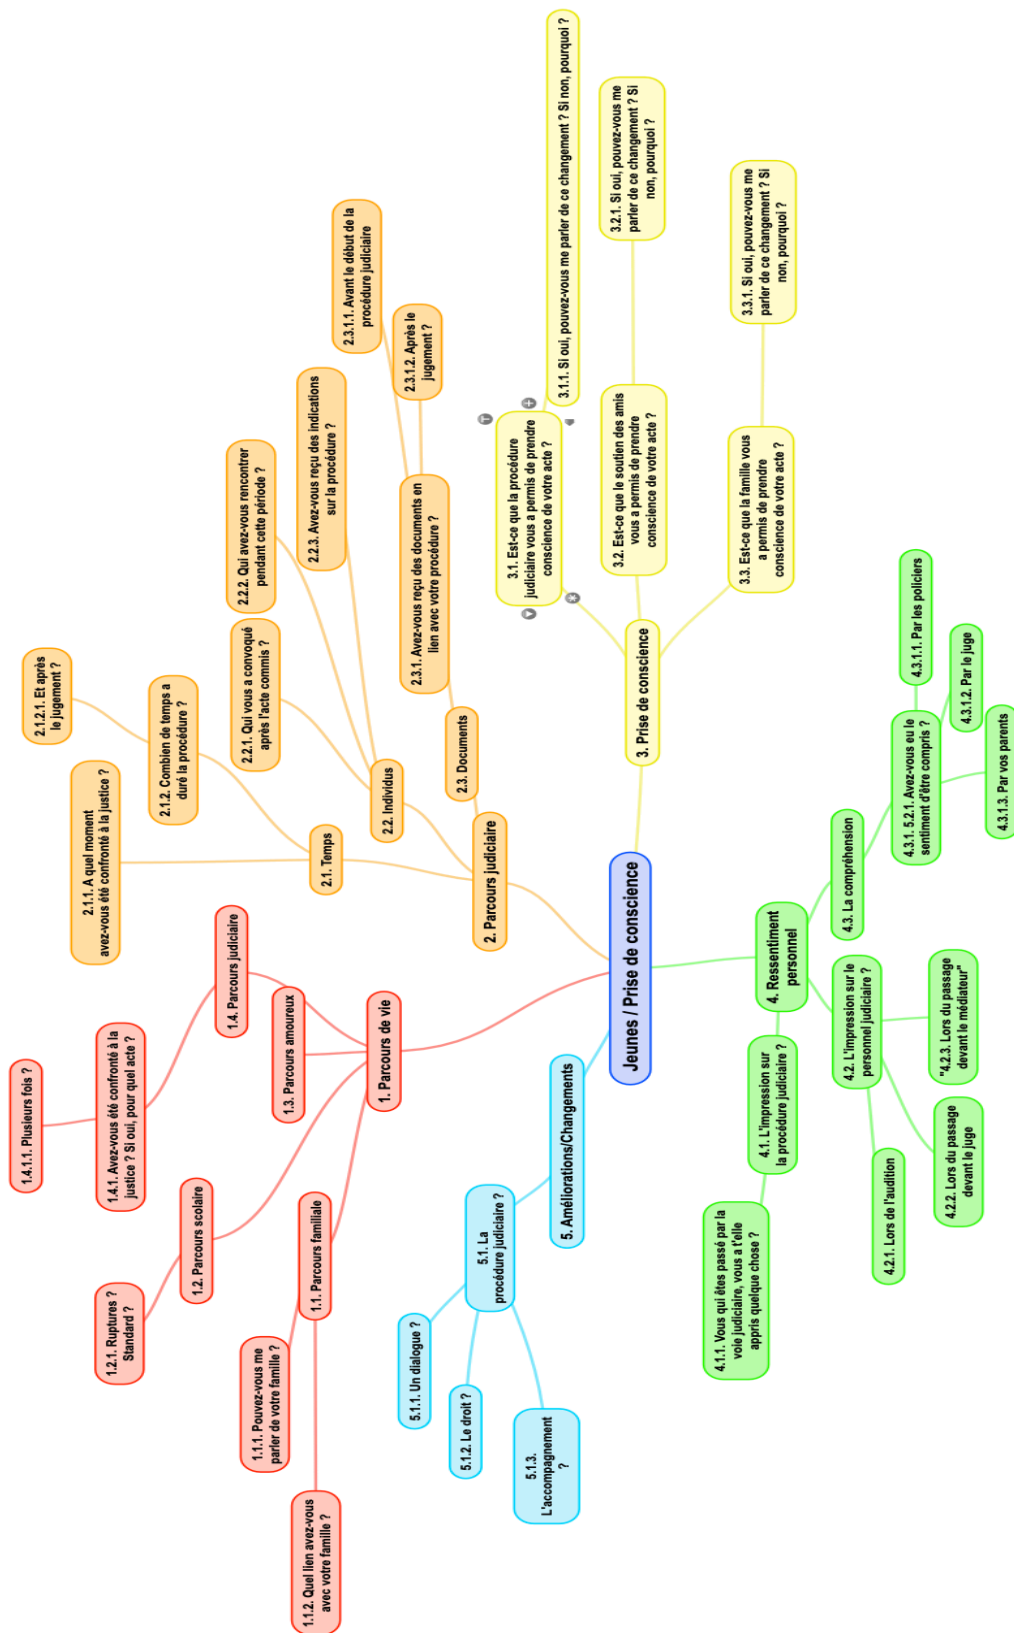 Jeunes / Prise de conscience
1. Parcours de vie
1.1. Parcours familiale
1.1.1. Pouvez-vous me
parler de votre famille ?
1.1.2. Quel lien avez-vous
avec votre famille ?
1.2. Parcours scolaire
1.2.1. Ruptures ?
Standard ?
1.3. Parcours amoureux
1.4. Parcours judiciaire
1.4.1. Avez-vous été confronté à la
justice ? Si oui, pour quel acte ?
1.4.1.1. Plusieurs fois ?
2. Parcours judiciaire
2.1. Temps
2.1.1. A quel moment
avez-vous été confronté à la justice ?
2.1.2. Combien de temps a
duré la procédure ?
2.1.2.1. Et après
le jugement ?
2.2. Individus
2.2.1. Qui vous a convoqué
après l'acte commis ?
2.2.2. Qui avez-vous rencontrer
pendant cette période ?
2.2.3. Avez-vous reçu des indications
sur la procédure ?
2.3. Documents
2.3.1. Avez-vous reçu des documents en
lien avec votre procédure ?
2.3.1.1. Avant le début de la
procédure judiciaire
2.3.1.2. Après le
jugement ?
3. Prise de conscience
3.1. Est-ce que la procédure
judiciaire vous a permis de prendre
conscience de votre acte ?
3.1.1. Si oui, pouvez-vous me parler de ce changement ? Si non, pourquoi ?
3.2. Est-ce que le soutien des amis
vous a permis de prendre
conscience de votre acte ?
3.2.1. Si oui, pouvez-vous me
parler de ce changement ? Si
non, pourquoi ?
3.3. Est-ce que la famille vous
a permis de prendre
conscience de votre acte ?
3.3.1. Si oui, pouvez-vous me
parler de ce changement ? Si
non, pourquoi ?
4. Ressentiment
personnel
4.1. L'impression sur
la procédure judiciaire ?
4.1.1. Vous qui êtes passé par la
voie judiciaire, vous a t'elle
appris quelque chose ?
4.2. L'impression sur le
personnel judiciaire ?
4.2.1. Lors de l'audition
4.2.2. Lors du passage
devant le juge
"4.2.3. Lors du passage
devant le médiateur"
4.3. La compréhension
4.3.1. 5.2.1. Avez-vous eu le
sentiment d'être compris ?
4.3.1.1. Par les policiers
4.3.1.2. Par le juge
4.3.1.3. Par vos parents
5. Améliorations/Changements
5.1. La
procédure judiciaire ?
5.1.1. Un dialogue ?
5.1.2. Le droit ?
5.1.3.
L'accompagnement
?